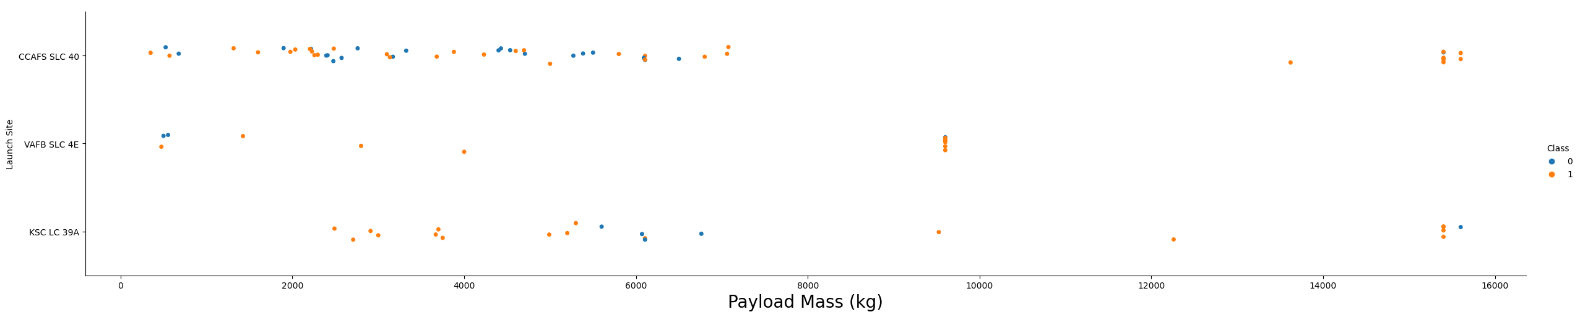 Launch Site
CCAFS SLC 40
VAFB SLC 4E
KSC LC 39A
0 2000 4000 6000 8000 10000 12000 14000 16000
Payload Mass (kg)
Class
0
1